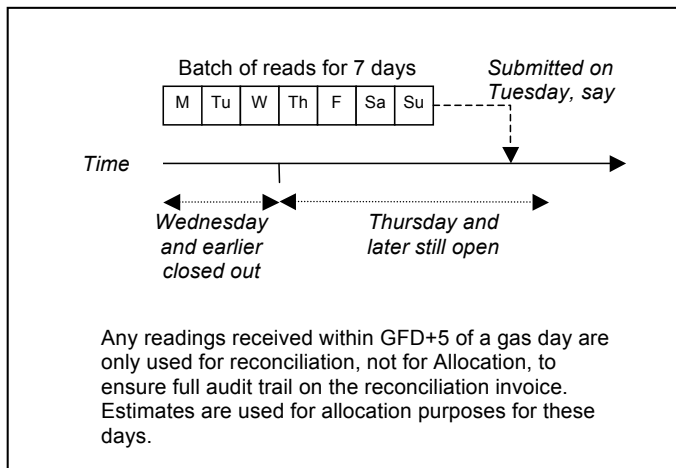 Batch of reads for 7 days
Submitted on
Tuesday, say
M Tu W Th F Sa Su
Time
Wednesday
and earlier
closed out
Thursday and
later still open
Any readings received within GFD+5 of a gas day are
only used for reconciliation, not for Allocation, to
ensure full audit trail on the reconciliation invoice.
Estimates are used for allocation purposes for these
days.